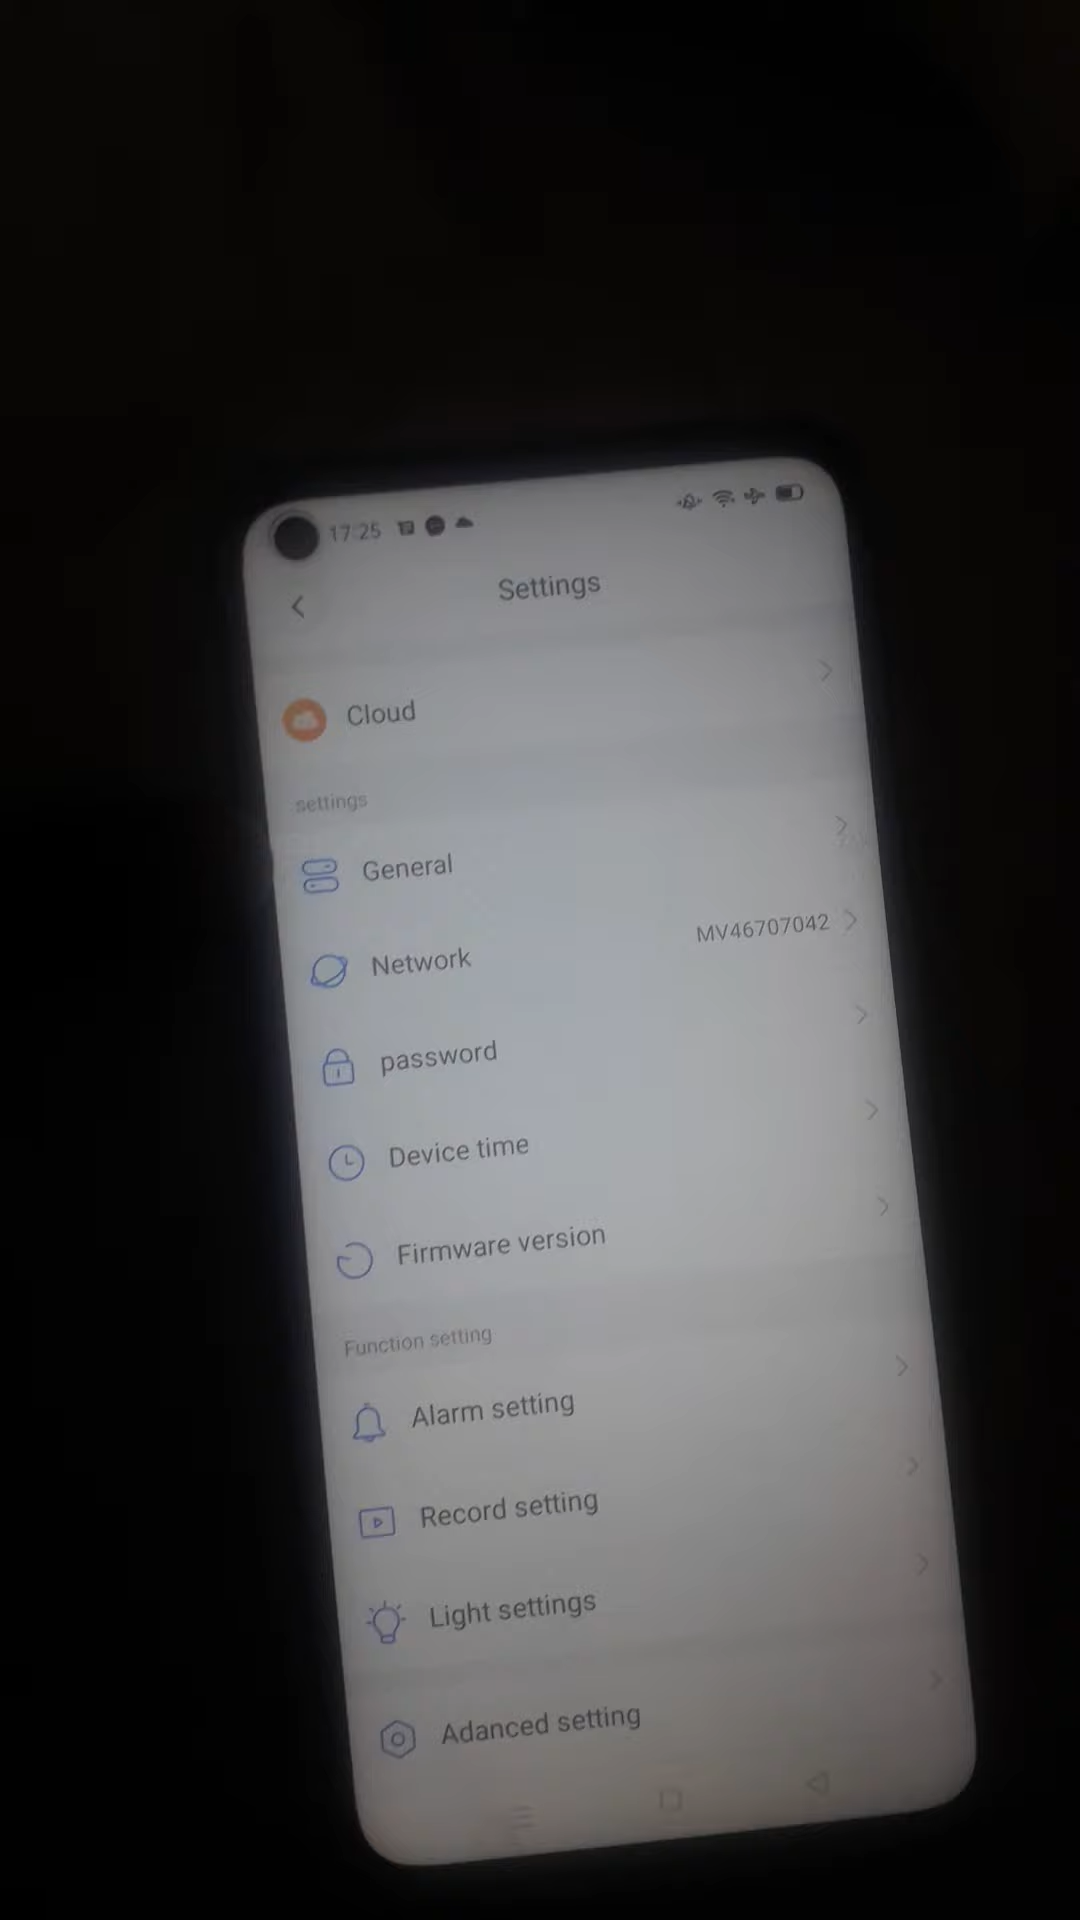 17:25
Settings
Cloud
settings
General
Network MV46707042
password
Device time
Firmware version
Function setting
Alarm setting
Record setting
Light settings
Adanced setting